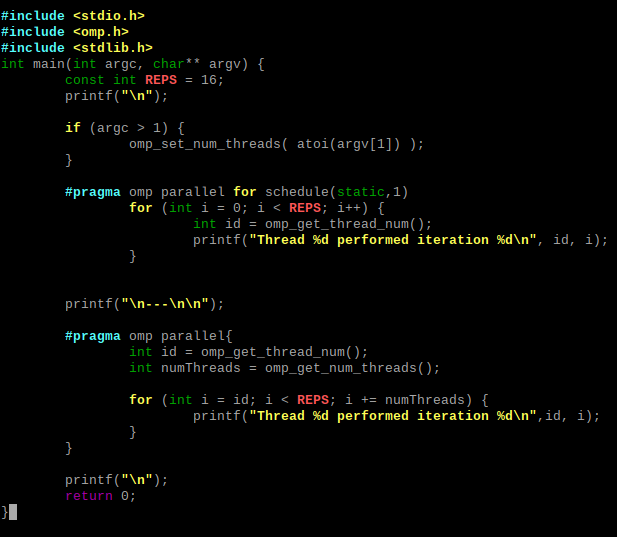 #include <stdio.h>
#include <omp.h>
#include <stdlib.h>
int main(int argc, char** argv) {
        const int REPS = 16;
        printf("\n");

        if (argc > 1) {
                omp_set_num_threads( atoi(argv[1]) );
        }

        #pragma omp parallel for schedule(static,1)
                for (int i = 0; i < REPS; i++) {
                        int id = omp_get_thread_num();
                        printf("Thread %d performed iteration %d\n", id, i);
                }


        printf("\n---\n\n");

        #pragma omp parallel{
                int id = omp_get_thread_num();
                int numThreads = omp_get_num_threads();

                for (int i = id; i < REPS; i += numThreads) {
                        printf("Thread %d performed iteration %d\n",id, i);
                }
        }

        printf("\n");
        return 0;
}